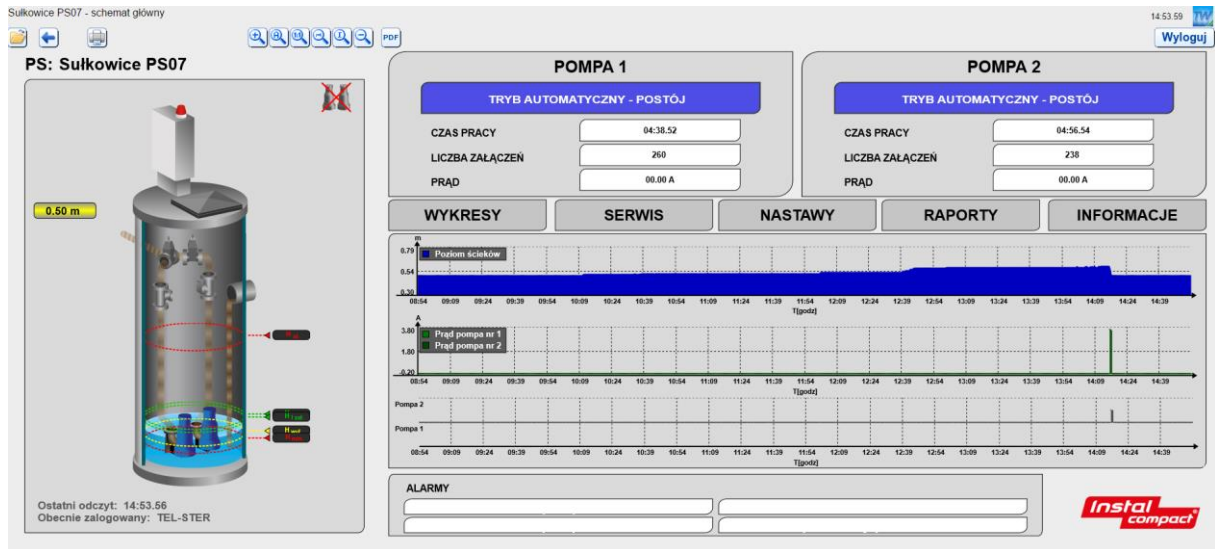 Sułkowice PS07 - schemat główny
14:53.59
TW
PDF
Wyloguj
PS: Sułkowice PS07
0.50 m
H wył
H min
Ostatni odczyt: 14:53.56
Obecnie zalogowany: TEL-STER
POMPA 1
TRYB AUTOMATYCZNY - POSTÓJ
CZAS PRACY 04:38.52
LICZBA ZAŁĄCZEŃ 260
PRĄD 00.00 A
POMPA 2
TRYB AUTOMATYCZNY - POSTÓJ
CZAS PRACY 04:56.54
LICZBA ZAŁĄCZEŃ 238
PRĄD 00.00 A
WYKRESY SERWIS NASTAWY RAPORTY INFORMACJE
m
0.79
Poziom ścieków
0.54
0.30
08:54 09:09 09:24 09:39 09:54 10:09 10:24 10:39 10:54 11:09 11:24 11:39 11:54 12:09 12:24 12:39 12:54 13:09 13:24 13:39 13:54 14:09 14:24 14:39
T[godz]
A
3.80
Prąd pompa nr 1
Prąd pompa nr 2
1.80
-0.20
08:54 09:09 09:24 09:39 09:54 10:09 10:24 10:39 10:54 11:09 11:24 11:39 11:54 12:09 12:24 12:39 12:54 13:09 13:24 13:39 13:54 14:09 14:24 14:39
T[godz]
Pompa 2
Pompa 1
08:54 09:09 09:24 09:39 09:54 10:09 10:24 10:39 10:54 11:09 11:24 11:39 11:54 12:09 12:24 12:39 12:54 13:09 13:24 13:39 13:54 14:09 14:24 14:39
T[godz]
ALARMY
Instal
compact